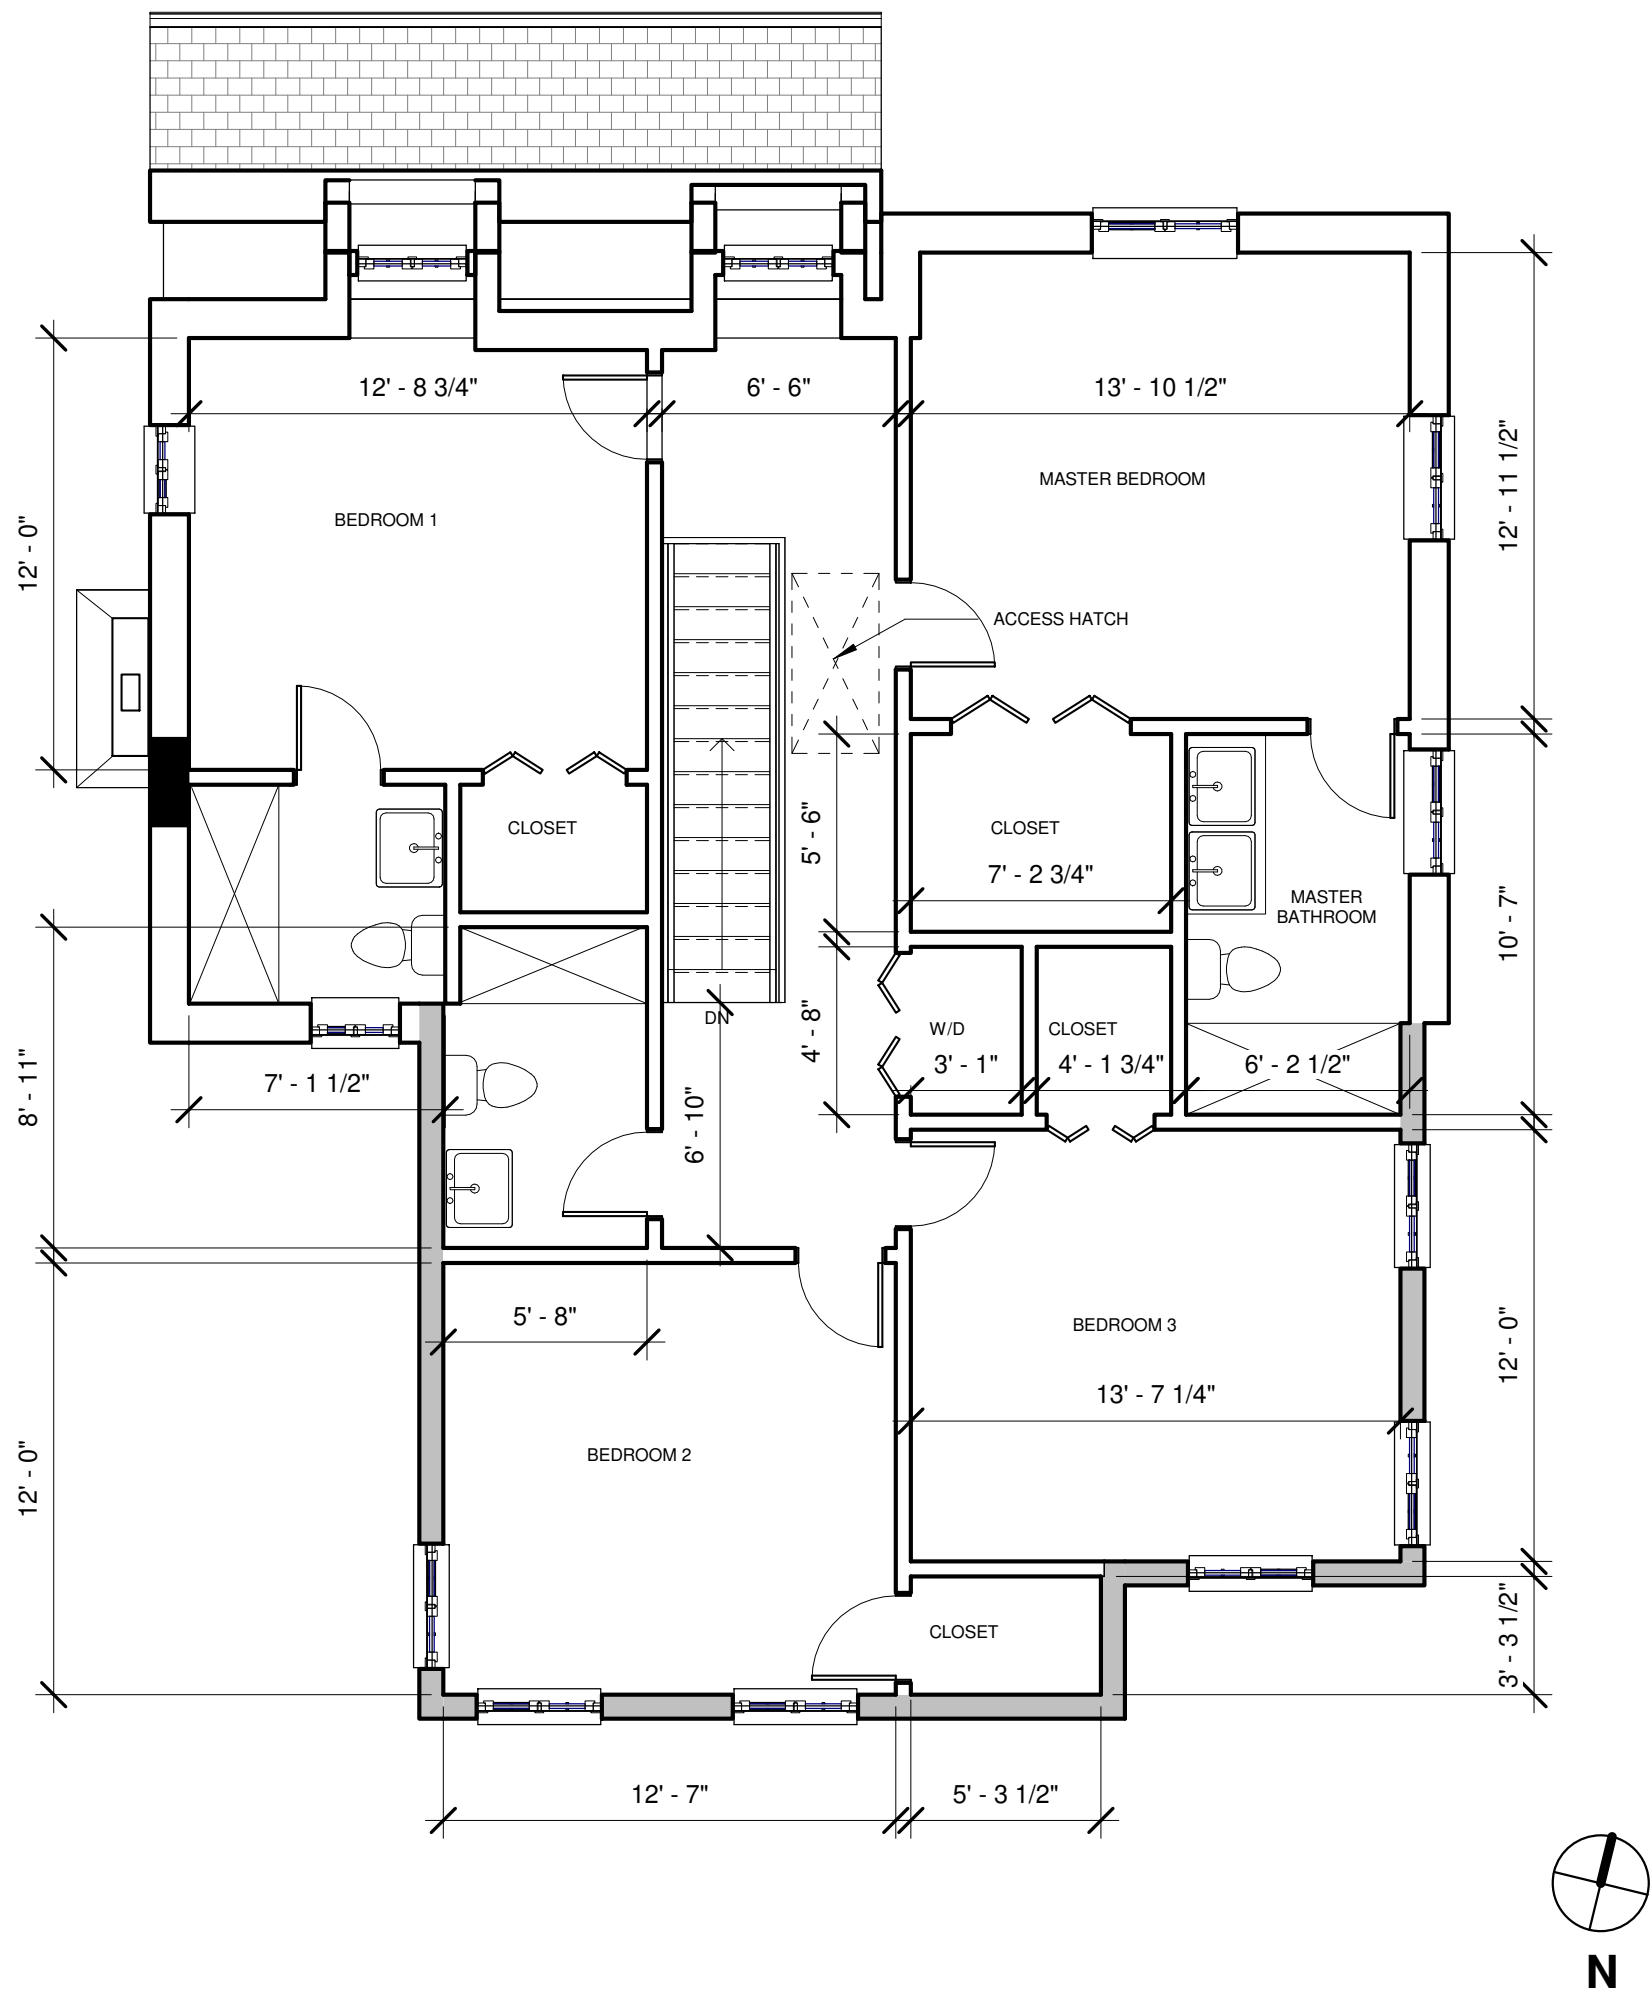 12' - 8 3/4"
6' - 6"
13' - 10 1/2"
12' - 11 1/2"
MASTER BEDROOM
BEDROOM 1
12' - 0"
ACCESS HATCH
CLOSET
5' - 6"
CLOSET
7' - 2 3/4"
MASTER
BATHROOM
10' - 7"
DN
4' - 8"
W/D
3' - 1"
CLOSET
4' - 1 3/4"
6' - 2 1/2"
8' - 11"
7' - 1 1/2"
6' - 10"
5' - 8"
BEDROOM 3
12' - 0"
13' - 7 1/4"
BEDROOM 2
12' - 0"
CLOSET
3' - 3 1/2"
12' - 7"
5' - 3 1/2"
N